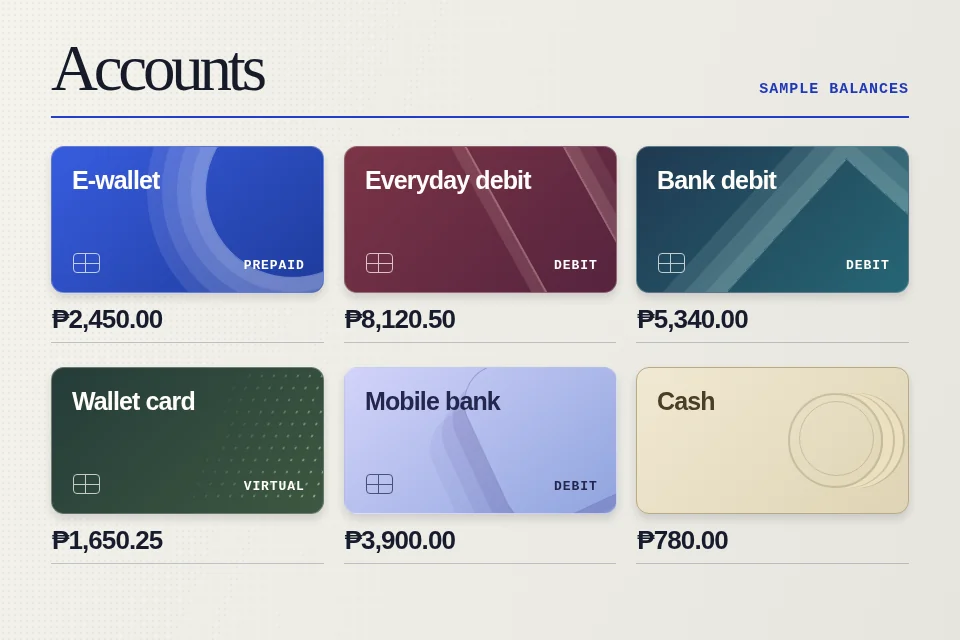 Accounts
SAMPLE BALANCES
E-wallet
PREPAID
₱2,450.00
Everyday debit
DEBIT
₱8,120.50
Bank debit
DEBIT
₱5,340.00
Wallet card
VIRTUAL
₱1,650.25
Mobile bank
DEBIT
₱3,900.00
Cash
₱780.00